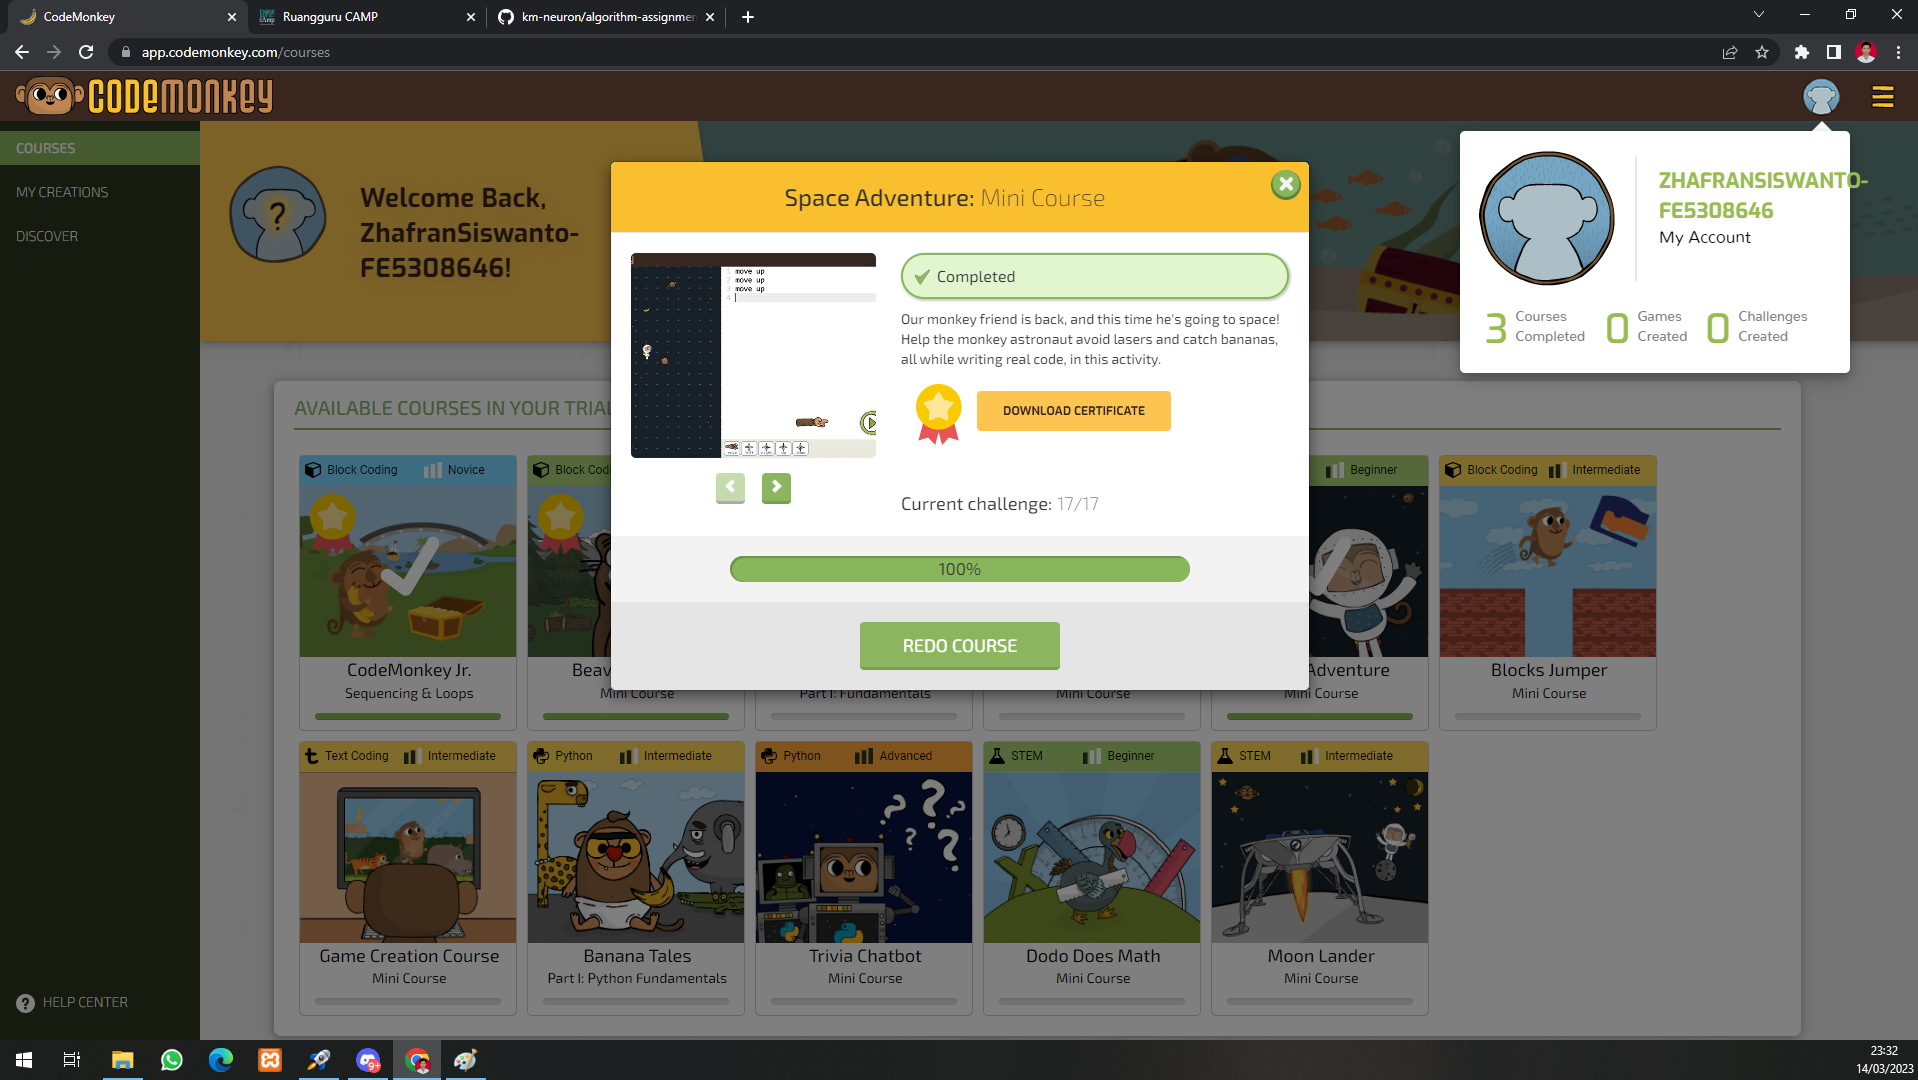 CodeMonkey
Ruangguru CAMP
km-neuron/algorithm-assignmen
app.codemonkey.com/courses
CODEMONKEY
COURSES
MY CREATIONS
DISCOVER
HELP CENTER
Welcome Back,
ZhafranSiswanto-
FE5308646!
ZHAFRANSISWANTO-
FE5308646
My Account
3 Courses Completed
0 Games Created
0 Challenges Created
Space Adventure: Mini Course
1 move up
2 move up
3 move up
4
Completed
Our monkey friend is back, and this time he's going to space!
Help the monkey astronaut avoid lasers and catch bananas,
all while writing real code, in this activity.
DOWNLOAD CERTIFICATE
Current challenge: 17/17
100%
REDO COURSE
AVAILABLE COURSES IN YOUR TRIAL
Block Coding Novice
Block Codi
Beginner
Block Coding Intermediate
CodeMonkey Jr.
Sequencing & Loops
Beav
Mini Course
Part I: Fundamentals
Mini Course
Adventure
Mini Course
Blocks Jumper
Mini Course
Text Coding Intermediate
Python Intermediate
Python Advanced
STEM Beginner
STEM Intermediate
Game Creation Course
Mini Course
Banana Tales
Part I: Python Fundamentals
Trivia Chatbot
Mini Course
Dodo Does Math
Mini Course
Moon Lander
Mini Course
9+
23:32
14/03/2023